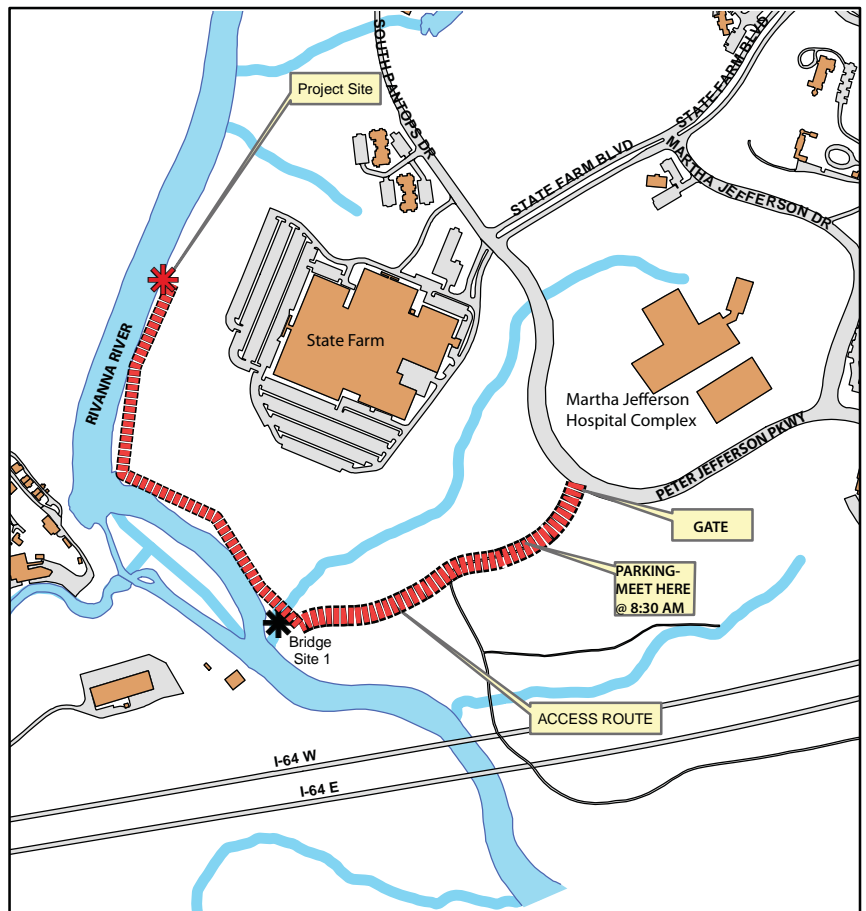 SOUTH PANTOPS DR
STATE FARM BLVD
Project Site
STATE FARM BLVD
MARTHA JEFFERSON DR
RIVANNA RIVER
State Farm
Martha Jefferson
Hospital Complex
PETER JEFFERSON PKWY
GATE
PARKING-
MEET HERE
@ 8:30 AM
Bridge
Site 1
ACCESS ROUTE
I-64 W
I-64 E